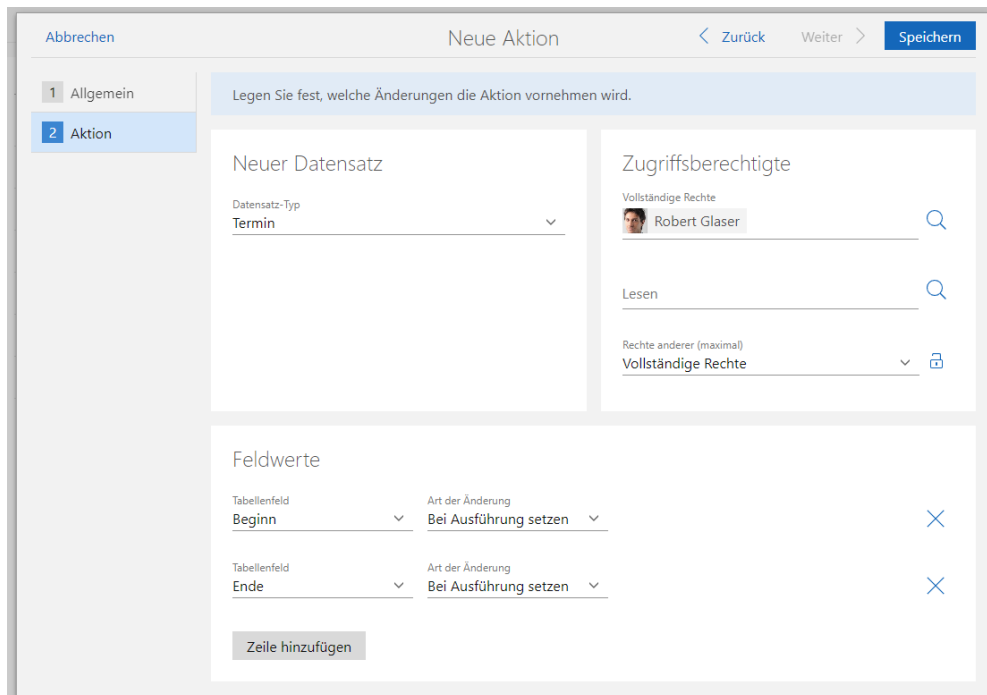 Abbrechen
Neue Aktion
Zurück
Weiter
Speichern
1 Allgemein
2 Aktion
Legen Sie fest, welche Änderungen die Aktion vornehmen wird.
Neuer Datensatz
Datensatz-Typ
Termin
Zugriffsberechtigte
Vollständige Rechte
Robert Glaser
Lesen
Rechte anderer (maximal)
Vollständige Rechte
Feldwerte
Tabellenfeld Art der Änderung
Beginn Bei Ausführung setzen
Tabellenfeld Art der Änderung
Ende Bei Ausführung setzen
Zeile hinzufügen